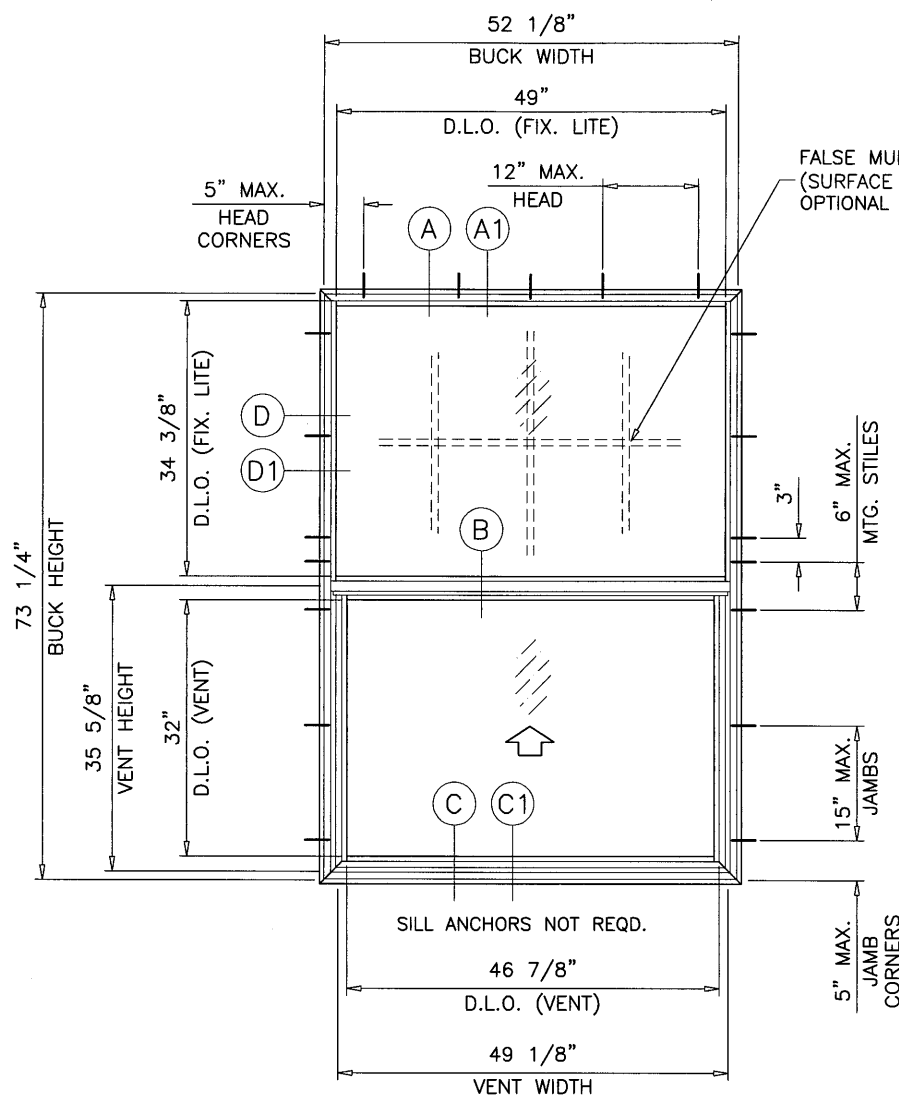 52 1/8"
BUCK WIDTH
49"
D.L.O. (FIX. LITE)
FALSE
(SURFACE
OPTIONAL
12" MAX.
HEAD
5" MAX.
HEAD
CORNERS
A
A1
D
D1
B
34 3/8"
D.L.O. (FIX. LITE)
73 1/4"
BUCK HEIGHT
35 5/8"
VENT HEIGHT
32"
D.L.O. (VENT)
3"
6" MAX.
MTG. STILES
15" MAX.
JAMBS
C
C1
SILL ANCHORS NOT REQD.
5" MAX.
JAMB
CORNERS
46 7/8"
D.L.O. (VENT)
49 1/8"
VENT WIDTH